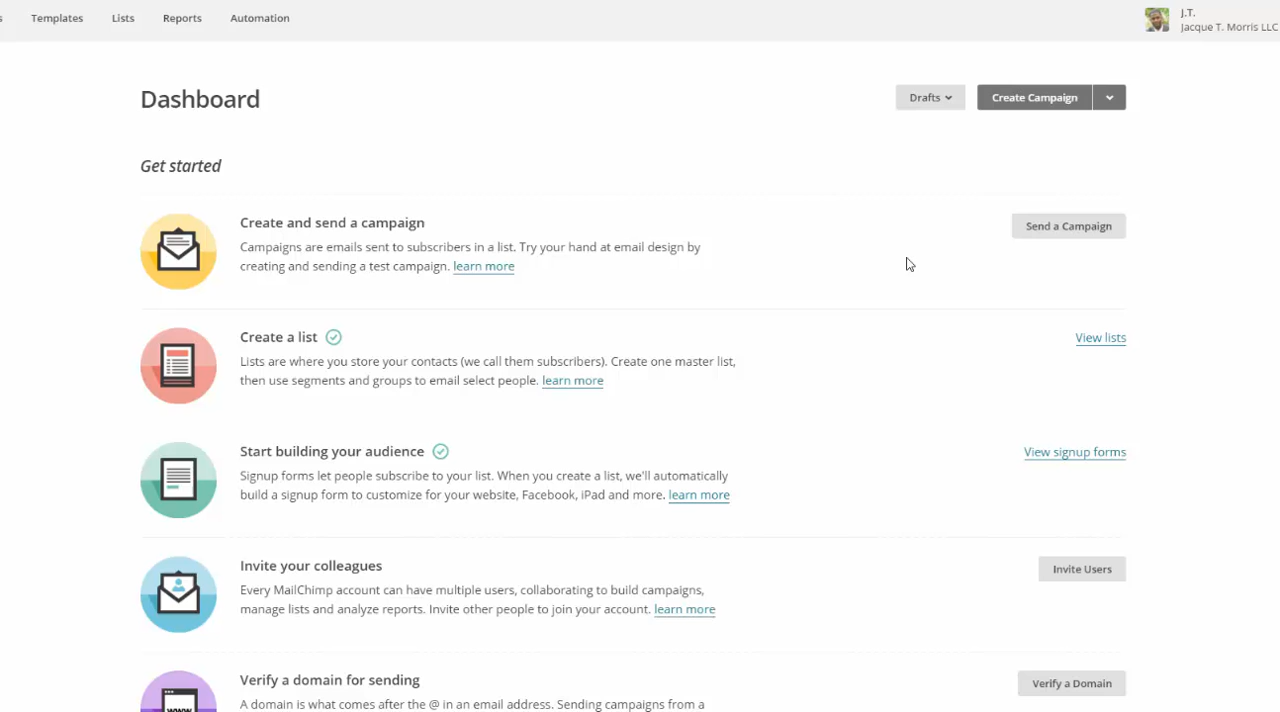 Templates Lists Reports Automation
J.T.
Jacque T. Morris LLC
Dashboard
Drafts
Create Campaign
Get started
Create and send a campaign
Send a Campaign
Campaigns are emails sent to subscribers in a list. Try your hand at email design by
creating and sending a test campaign. learn more
Create a list
View lists
Lists are where you store your contacts (we call them subscribers). Create one master list,
then use segments and groups to email select people. learn more
Start building your audience
View signup forms
Signup forms let people subscribe to your list. When you create a list, we'll automatically
build a signup form to customize for your website, Facebook, iPad and more. learn more
Invite your colleagues
Invite Users
Every MailChimp account can have multiple users, collaborating to build campaigns,
manage lists and analyze reports. Invite other people to join your account. learn more
Verify a domain for sending
Verify a Domain
A domain is what comes after the @ in an email address. Sending campaigns from a
WWW